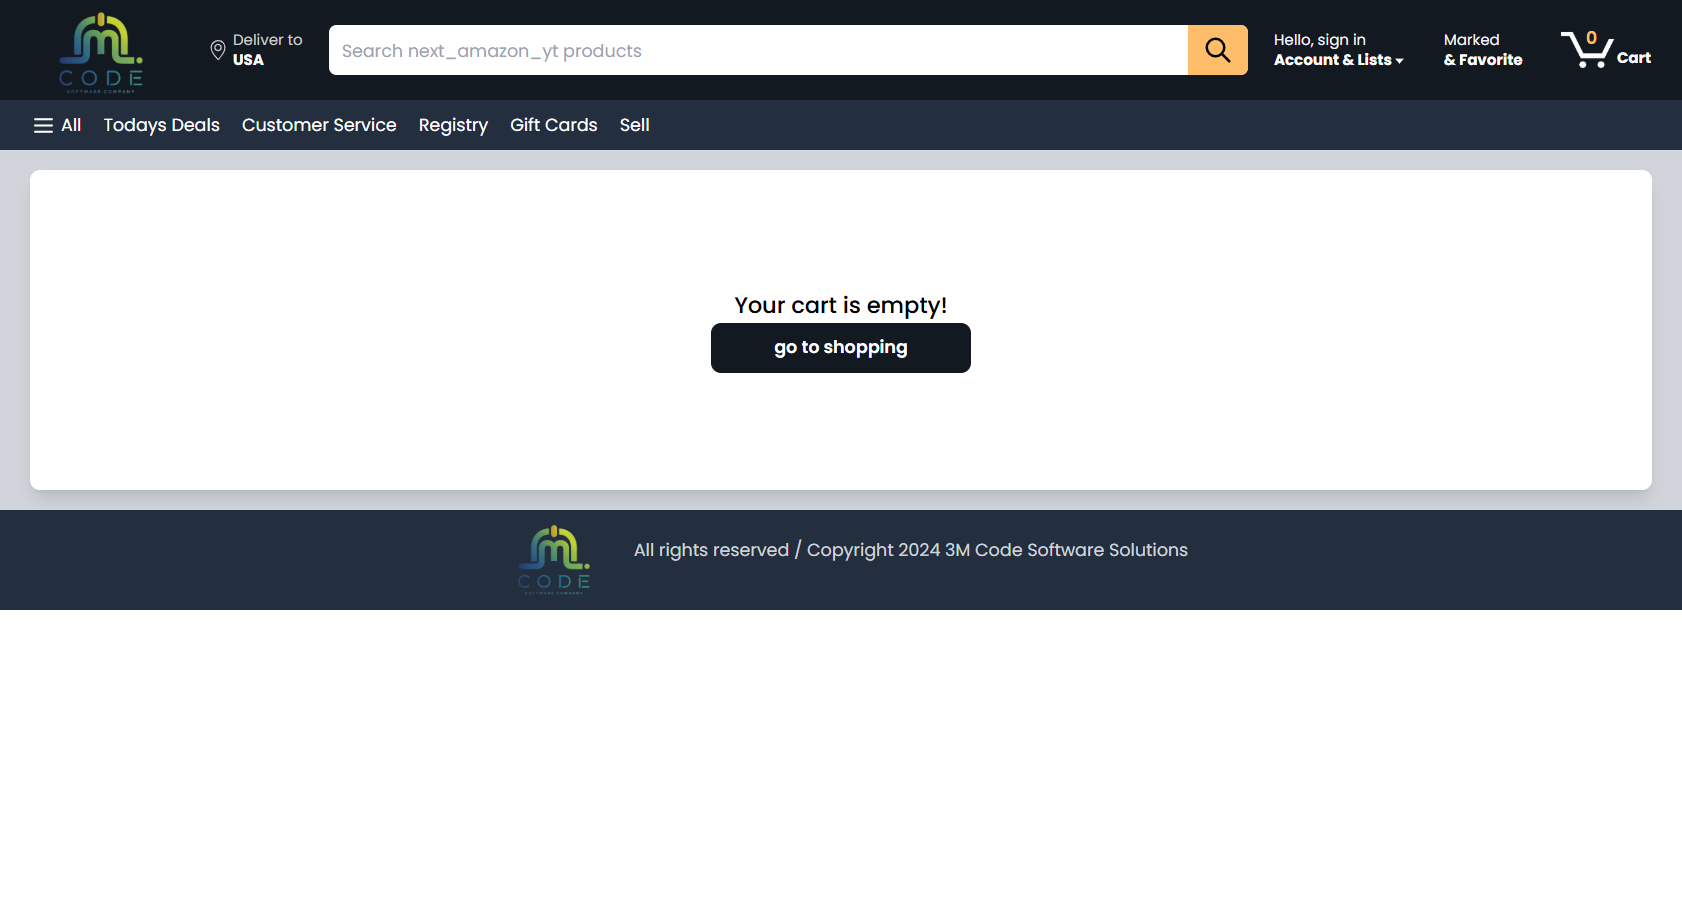 CODE
SOFTWARE COMPANY
Deliver to
USA
Search next_amazon_yt products
Hello, sign in
Account & Lists
Marked
& Favorite
0
Cart
All
Todays Deals
Customer Service
Registry
Gift Cards
Sell
Your cart is empty!
go to shopping
CODE
SOFTWARE COMPANY
All rights reserved / Copyright 2024 3M Code Software Solutions